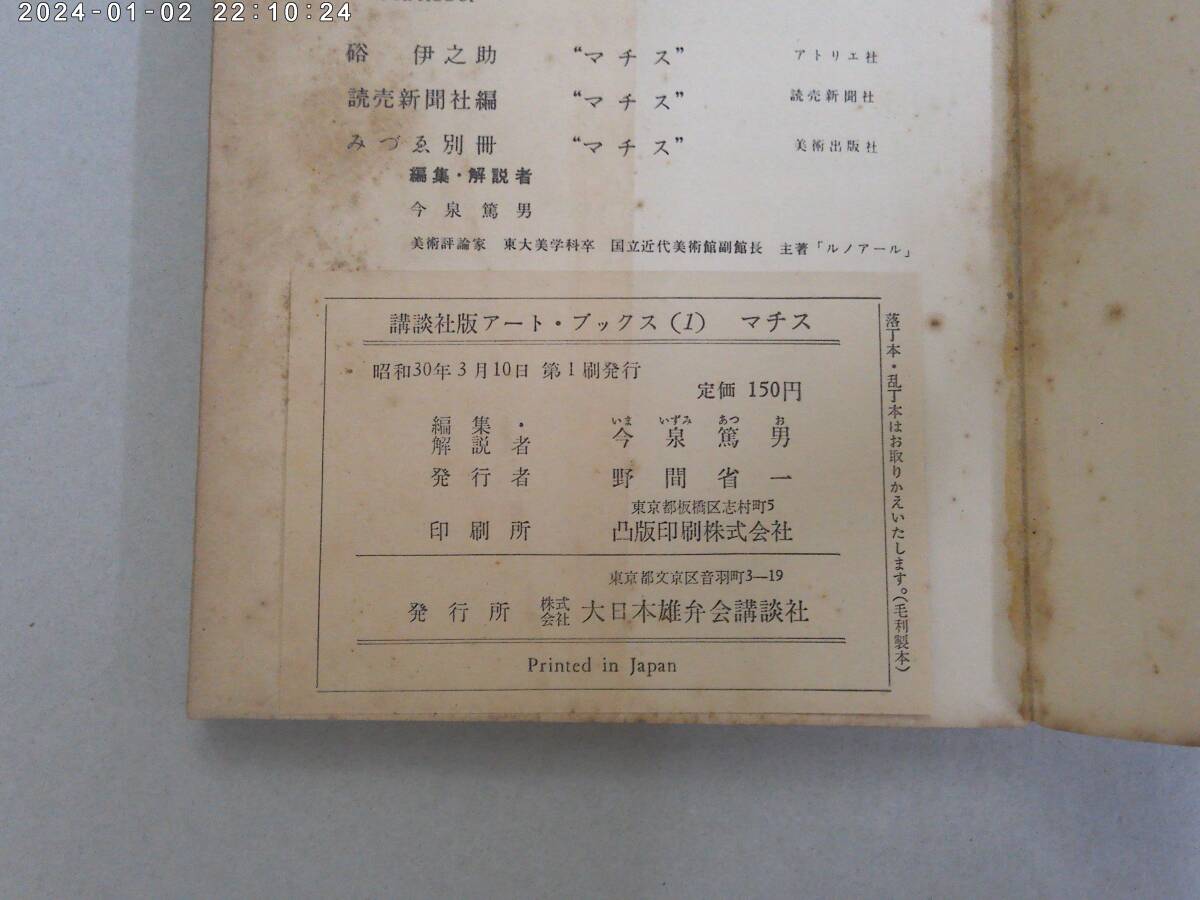 2024-01-02 22:10:24
硲 伊之助 “マチス” アトリエ社
読売新聞社編 “マチス” 読売新聞社
みづゑ別冊 “マチス” 美術出版社
編集・解説者
今泉篤男
美術評論家 東大美学科卒 国立近代美術館副館長 主著「ルノアール」
講談社版アート・ブックス(1) マチス
昭和30年3月10日 第1刷発行
定価 150円
編集・解説者 今泉篤男
いま いずみ あつ お
発行者 野間省一
東京都板橋区志村町5
印刷所 凸版印刷株式会社
東京都文京区音羽町3—19
発行所 株式会社 大日本雄弁会講談社
Printed in Japan
落丁本・乱丁本はお取りかえいたします。(毛利製本)